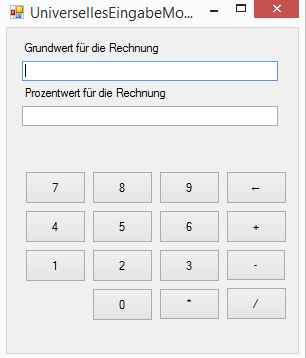 UniversellesEingabeMo...
Grundwert für die Rechnung
Prozentwert für die Rechnung
7 8 9 ←
4 5 6 +
1 2 3 -
0 * /